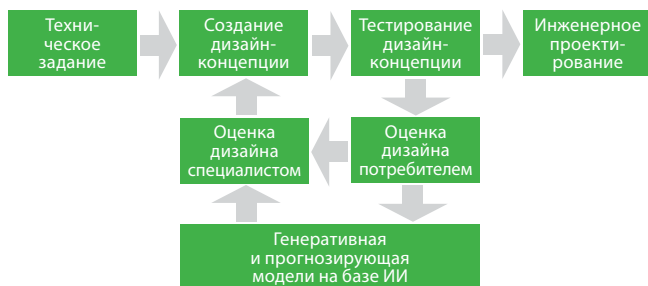 Техни-
ческое
задание
Создание
дизайн-
концепции
Тестирование
дизайн-
концепции
Инженерное
проекти-
рование
Оценка
дизайна
специалистом
Оценка
дизайна
потребителем
Генеративная
и прогнозирующая
модели на базе ИИ